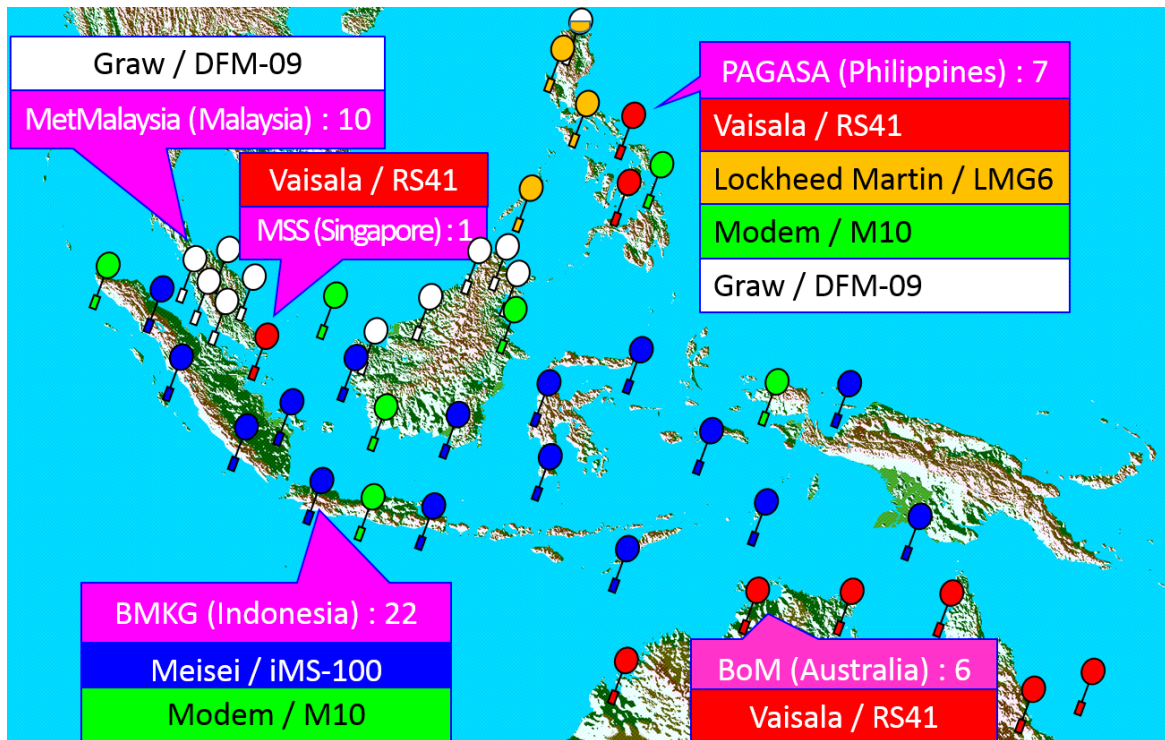 Graw / DFM-09
MetMalaysia (Malaysia) : 10
Vaisala / RS41
MSS (Singapore) : 1
PAGASA (Philippines) : 7
Vaisala / RS41
Lockheed Martin / LMG6
Modem / M10
Graw / DFM-09
BMKG (Indonesia) : 22
Meisei / iMS-100
Modem / M10
BoM (Australia) : 6
Vaisala / RS41